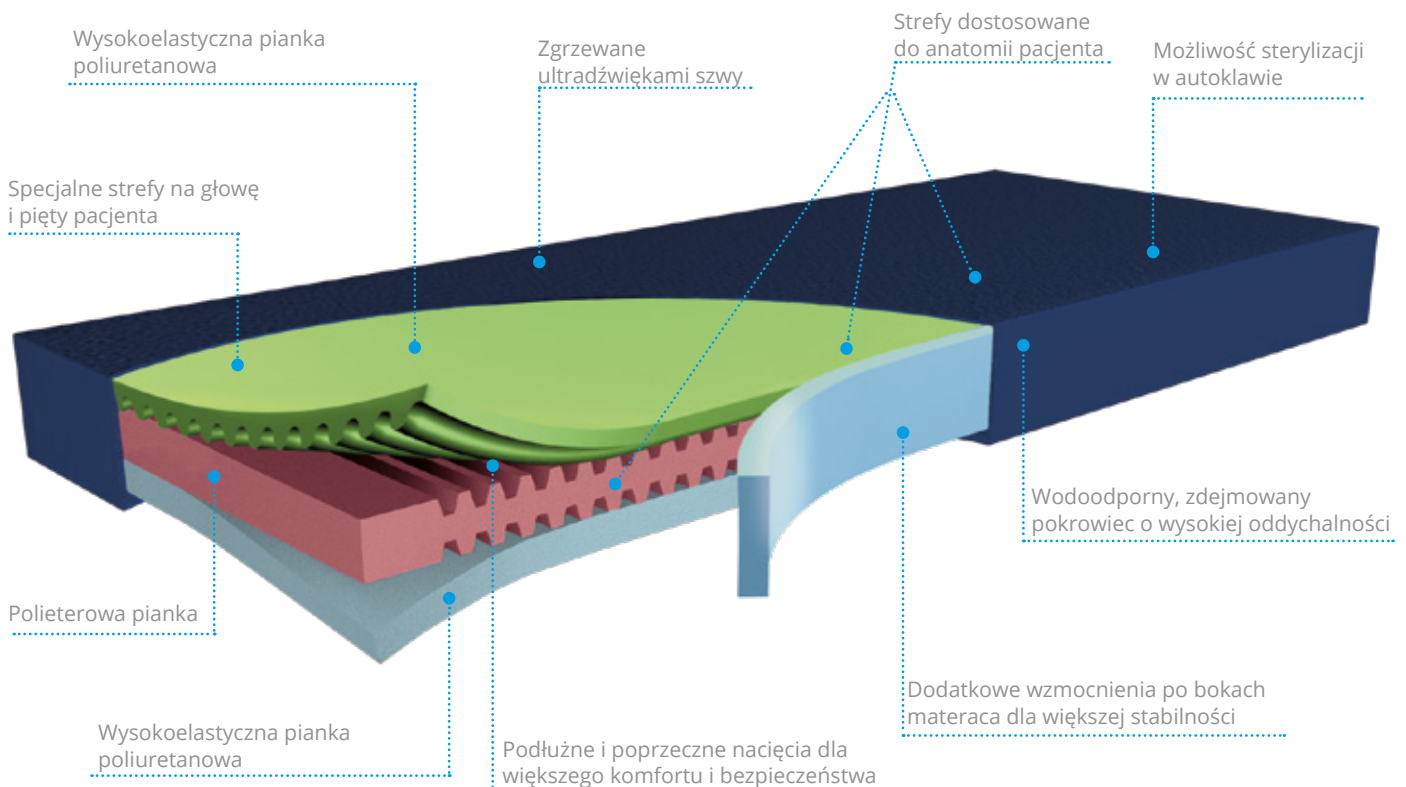 Wysokoelastyczna pianka
poliuretanowa
Zgrzewane
ultradźwiękami szwy
Strefy dostosowane
do anatomii pacjenta
Możliwość sterylizacji
w autoklawie
Specjalne strefy na głowę
i pięty pacjenta
Wodoodporny, zdejmowany
pokrowiec o wysokiej oddychalności
Polieterowa pianka
Dodatkowe wzmocnienia po bokach
materaca dla większej stabilności
Wysokoelastyczna pianka
poliuretanowa
Podłużne i poprzeczne nacięcia dla
większego komfortu i bezpieczeństwa